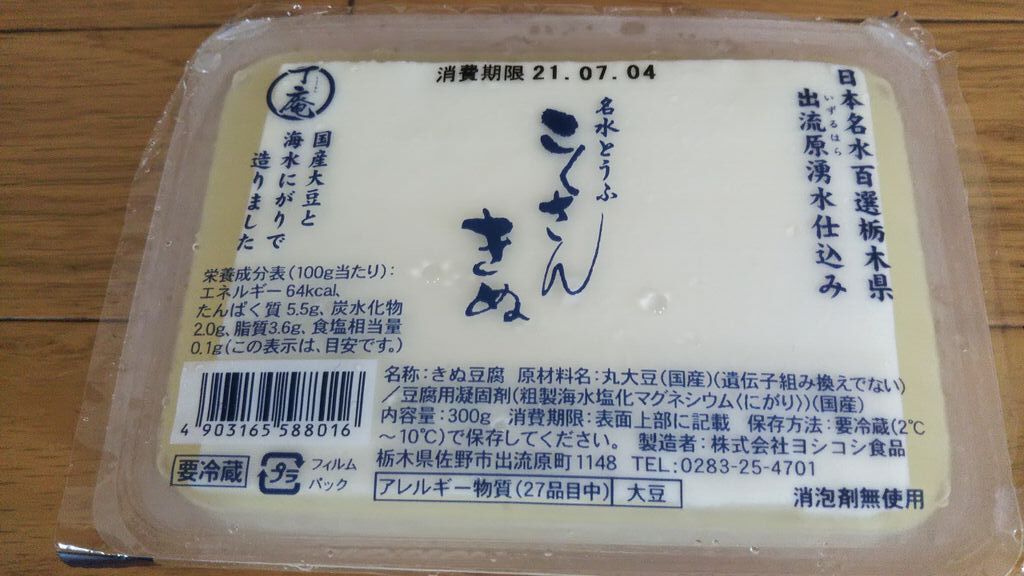 消費期限 21.07.04
日本名水百選栃木県
出流原湧水仕込み
いずるはら
名水とうふ
こくさん
きぬ
丁庵
国産大豆と
海水にがりで
造りました
栄養成分表(100g当たり):
エネルギー 64kcal、
たんぱく質 5.5g、炭水化物
2.0g、脂質3.6g、食塩相当量
0.1g(この表示は、目安です。)
4 903165 588016
要冷蔵
プラ
フィルム
パック
名称:きぬ豆腐 原材料名:丸大豆(国産)(遺伝子組み換えでない)
/豆腐用凝固剤(粗製海水塩化マグネシウム〈にがり〉)(国産)
内容量:300g 消費期限:表面上部に記載 保存方法:要冷蔵(2℃
～10℃)で保存してください。 製造者:株式会社ヨシコシ食品
栃木県佐野市出流原町1148 TEL:0283-25-4701
アレルギー物質(27品目中) 大豆
消泡剤無使用